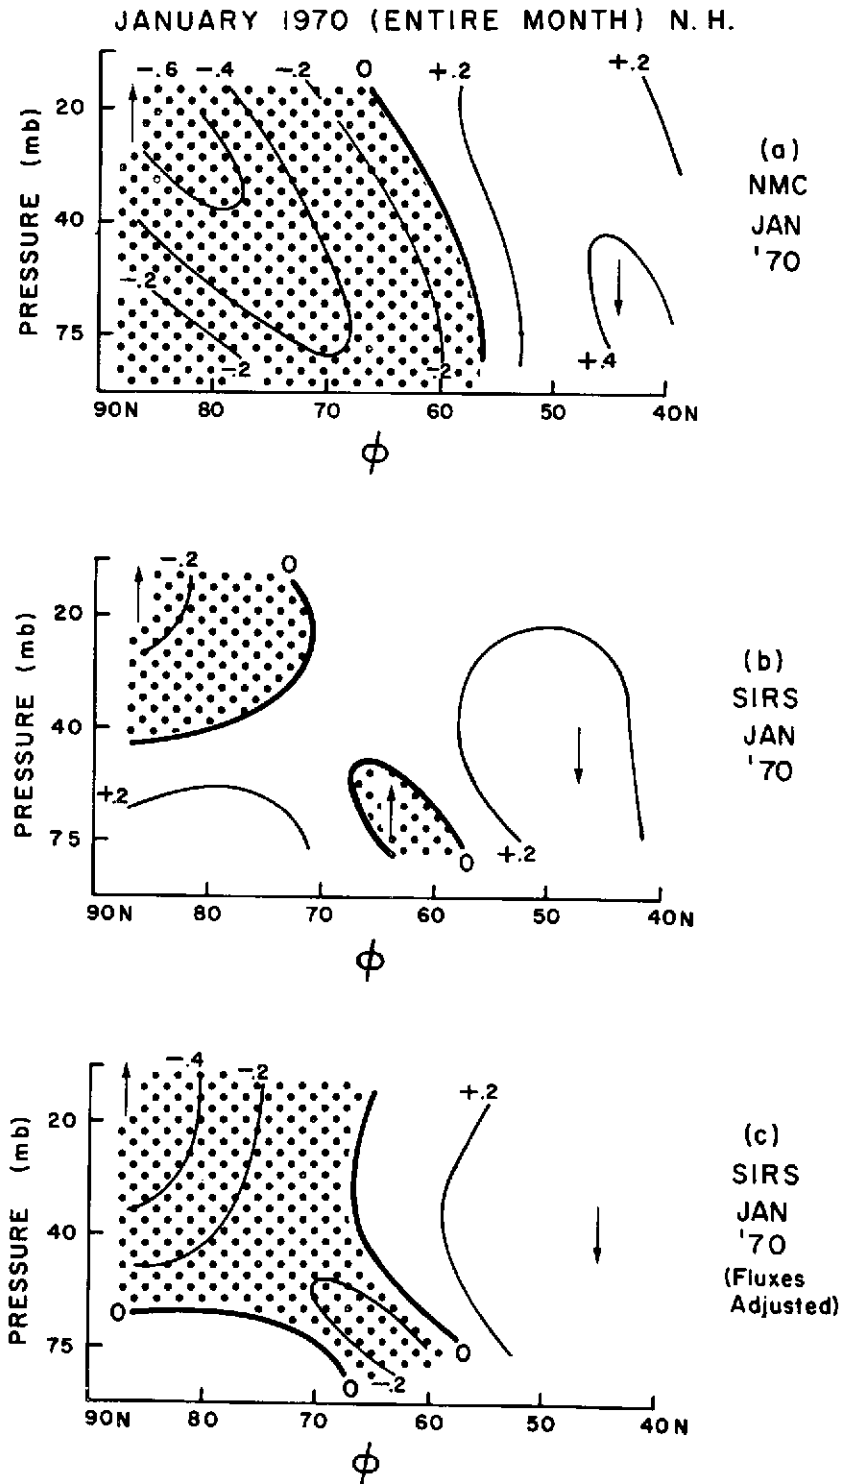 JANUARY 1970 (ENTIRE MONTH) N.H.
-.6 -.4 -.2 0 +.2 +.2
20
40
75
PRESSURE (mb)
-.2
-.2 -.2 +.4
90N 80 70 60 50 40N
ϕ
(a)
NMC
JAN
'70
-.2 0
20
40
75
PRESSURE (mb)
+.2
0 +.2
90N 80 70 60 50 40N
ϕ
(b)
SIRS
JAN
'70
-.4 -.2 +.2
20
40
75
PRESSURE (mb)
0
0 -.2 0
90N 80 70 60 50 40N
ϕ
(c)
SIRS
JAN
'70
(Fluxes
Adjusted)